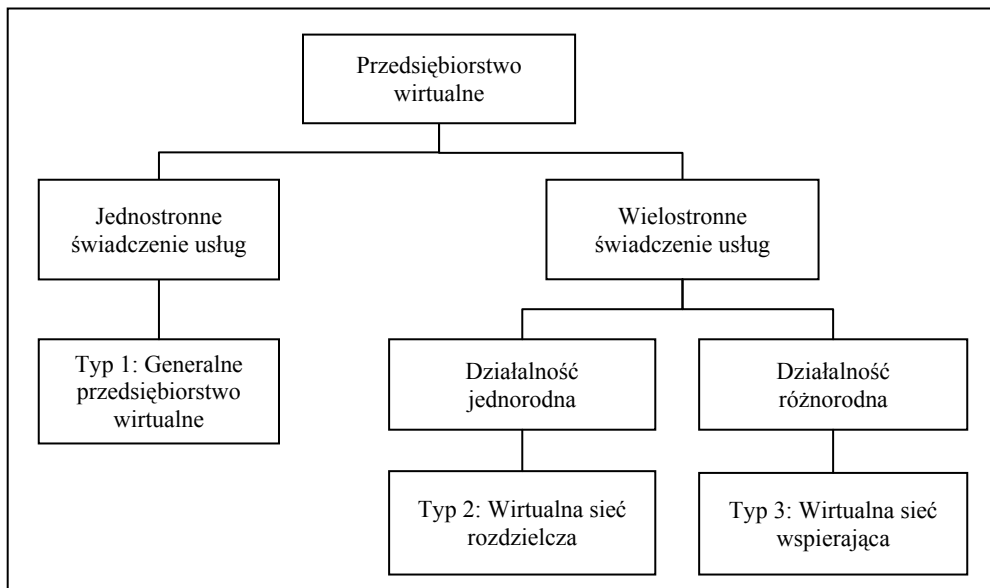 Przedsiębiorstwo
wirtualne
Jednostronne
świadczenie usług
Wielostronne
świadczenie usług
Typ 1: Generalne
przedsiębiorstwo
wirtualne
Działalność
jednorodna
Działalność
różnorodna
Typ 2: Wirtualna sieć
rozdzielcza
Typ 3: Wirtualna sieć
wspierająca